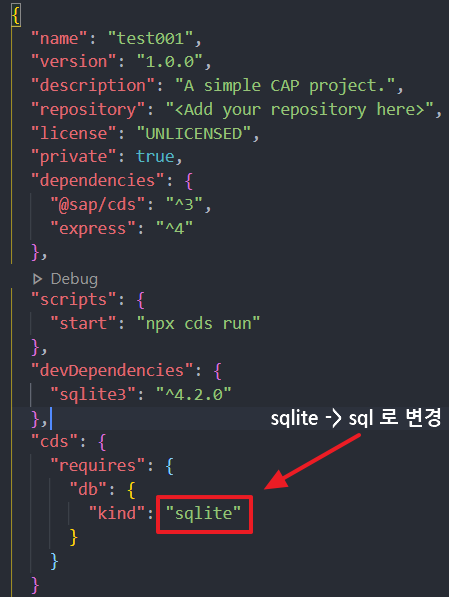 {
"name": "test001",
"version": "1.0.0",
"description": "A simple CAP project.",
"repository": "<Add your repository here>",
"license": "UNLICENSED",
"private": true,
"dependencies": {
"@sap/cds": "^3",
"express": "^4"
},
Debug
"scripts": {
"start": "npx cds run"
},
"devDependencies": {
"sqlite3": "^4.2.0"
},
sqlite -> sql 로 변경
"cds": {
"requires": {
"db": {
"kind": "sqlite"
}
}
}